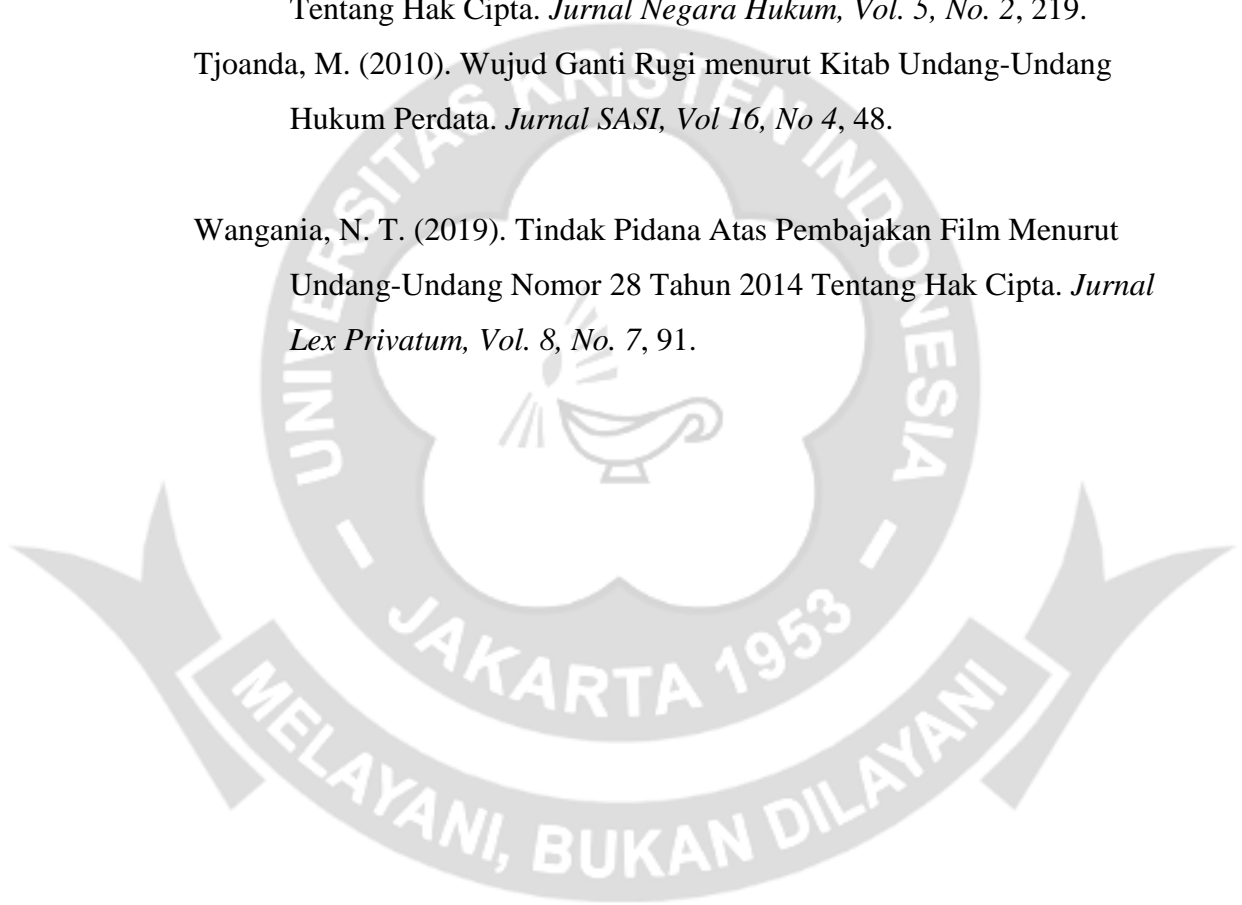 Tentang Hak Cipta. Jurnal Negara Hukum, Vol. 5, No. 2, 219.
Tjoanda, M. (2010). Wujud Ganti Rugi menurut Kitab Undang-Undang
Hukum Perdata. Jurnal SASI, Vol 16, No 4, 48.
Wangania, N. T. (2019). Tindak Pidana Atas Pembajakan Film Menurut
Undang-Undang Nomor 28 Tahun 2014 Tentang Hak Cipta. Jurnal
Lex Privatum, Vol. 8, No. 7, 91.
UNIVERSITAS KRISTEN INDONESIA
- JAKARTA 1953 -
MELAYANI, BUKAN DILAYANI